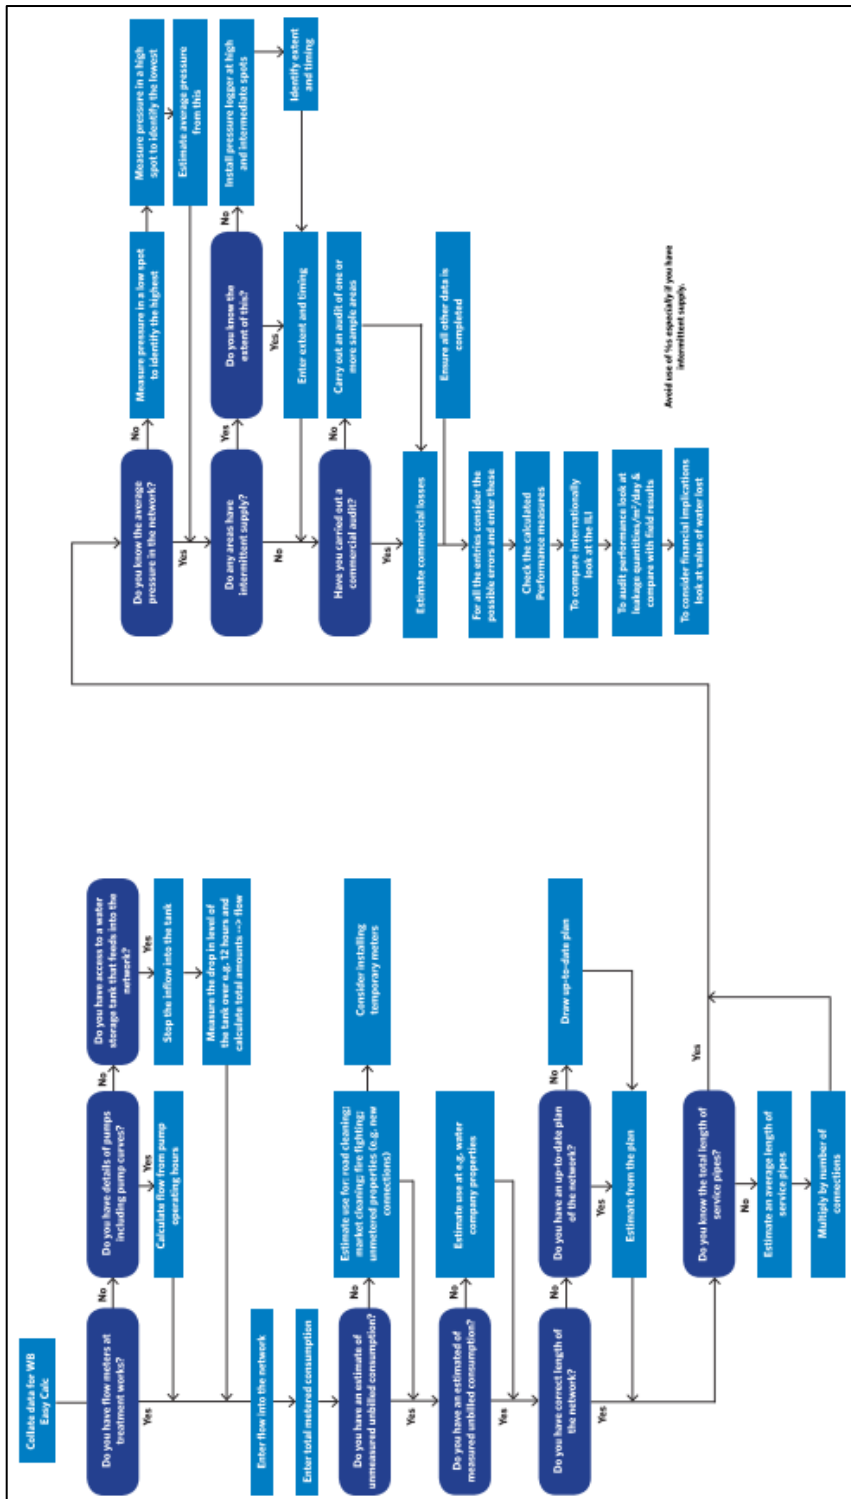 Collate data for WB
Easy Calc
Do you have flow meters at
treatment works?
No
Yes
Do you have details of pumps
including pump curves?
No
Yes
Do you have access to a water
storage tank that feeds into the
network?
Yes
Calculate flow from pump
operating hours
Stop the inflow into the tank
Measure the drop in level of
the tank over e.g. 12 hours and
calculate total amounts --> flow
Enter flow into the network
Enter total metered consumption
Do you have an estimate of
unmeasured unbilled consumption?
No
Yes
Estimate use for: road cleaning;
market cleaning; fire fighting;
unmetered properties (e.g. new
connections)
Consider installing
temporary meters
Do you have an estimated of
measured unbilled consumption?
No
Yes
Estimate use at e.g. water
company properties
Do you have correct length of
the network?
No
Yes
Do you have an up-to-date plan
of the network?
No
Yes
Draw up-to-date plan
Estimate from the plan
Do you know the total length of
service pipes?
Yes
No
Estimate an average length of
service pipes
Multiply by number of
connections
Do you know the average
pressure in the network?
No
Yes
Measure pressure in a low spot
to identify the highest
No
Measure pressure in a high
spot to identify the lowest
Estimate average pressure
from this
Do any areas have
intermittent supply?
Yes
No
Do you know the
extent of this?
No
Yes
Install pressure logger at high
and intermediate spots
Identify extent
and timing
Enter extent and timing
Have you carried out a
commercial audit?
No
Yes
Carry out an audit of one or
more sample areas
Estimate commercial losses
Ensure all other data is
completed
For all the entries consider the
possible errors and enter these
Check the calculated
Performance measures
To compare internationally
look at the ILI
To audit performance look at
leakage quantities/m³/day &
compare with field results
To consider financial implications
look at value of water lost
Avoid use of %s especially if you have
intermittent supply.